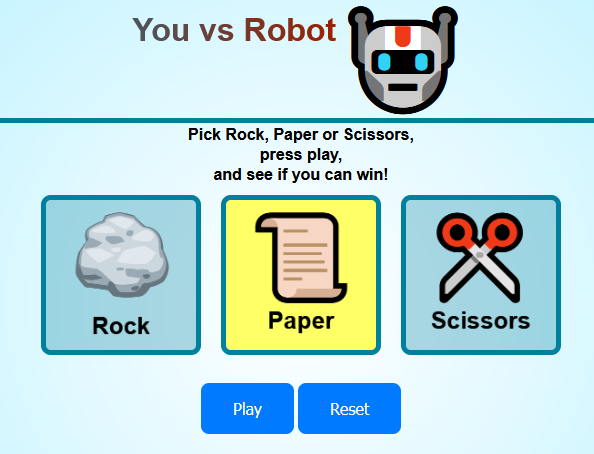 You vs Robot
Pick Rock, Paper or Scissors,
press play,
and see if you can win!
Rock
Paper
Scissors
Play
Reset